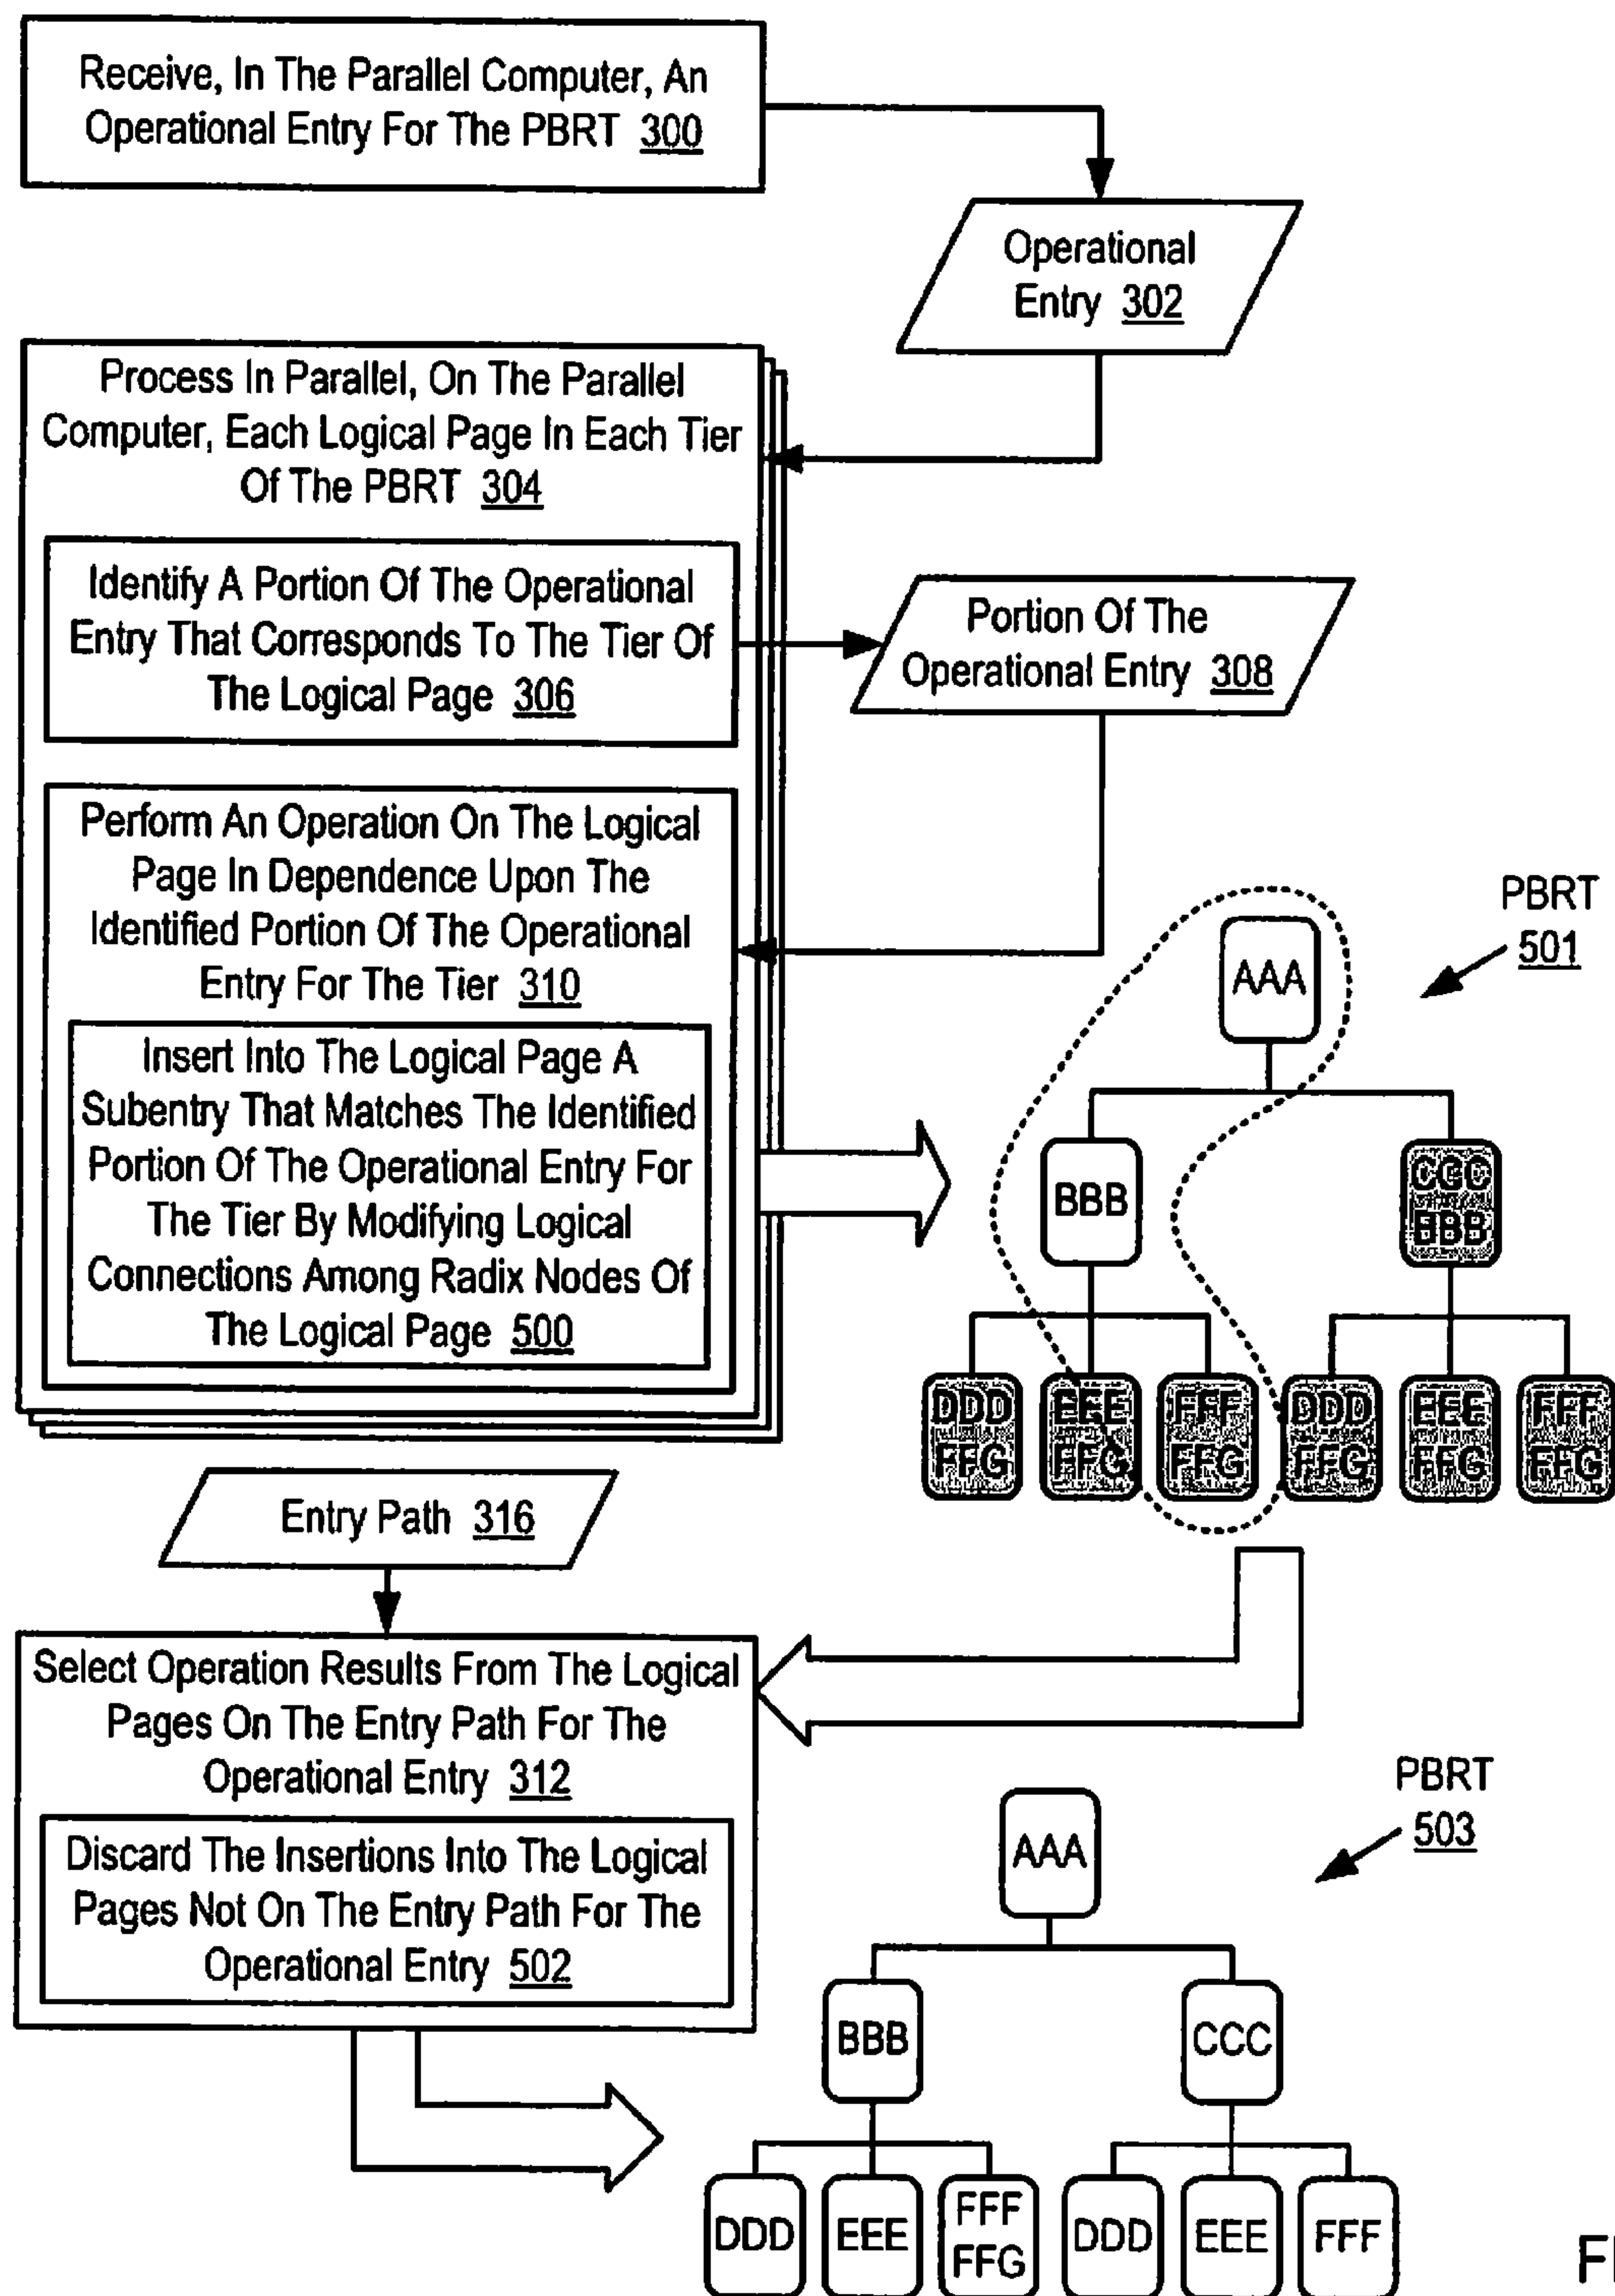 Receive, In The Parallel Computer, An
Operational Entry For The PBRT 300
Operational
Entry 302
Process In Parallel, On The Parallel
Computer, Each Logical Page In Each Tier
Of The PBRT 304
Identify A Portion Of The Operational
Entry That Corresponds To The Tier Of
The Logical Page 306
Portion Of The
Operational Entry 308
Perform An Operation On The Logical
Page In Dependence Upon The
Identified Portion Of The Operational
Entry For The Tier 310
Insert Into The Logical Page A
Subentry That Matches The Identified
Portion Of The Operational Entry For
The Tier By Modifying Logical
Connections Among Radix Nodes Of
The Logical Page 500
PBRT
501
AAA
BBB
CCC
BBB
DDD
FFG
EEE
FFG
FFF
FFG
DDD
FFG
EEE
FFG
FFF
FFG
Entry Path 316
Select Operation Results From The Logical
Pages On The Entry Path For The
Operational Entry 312
Discard The Insertions Into The Logical
Pages Not On The Entry Path For The
Operational Entry 502
PBRT
503
AAA
BBB
CCC
DDD
EEE
FFF
FFG
DDD
EEE
FFF